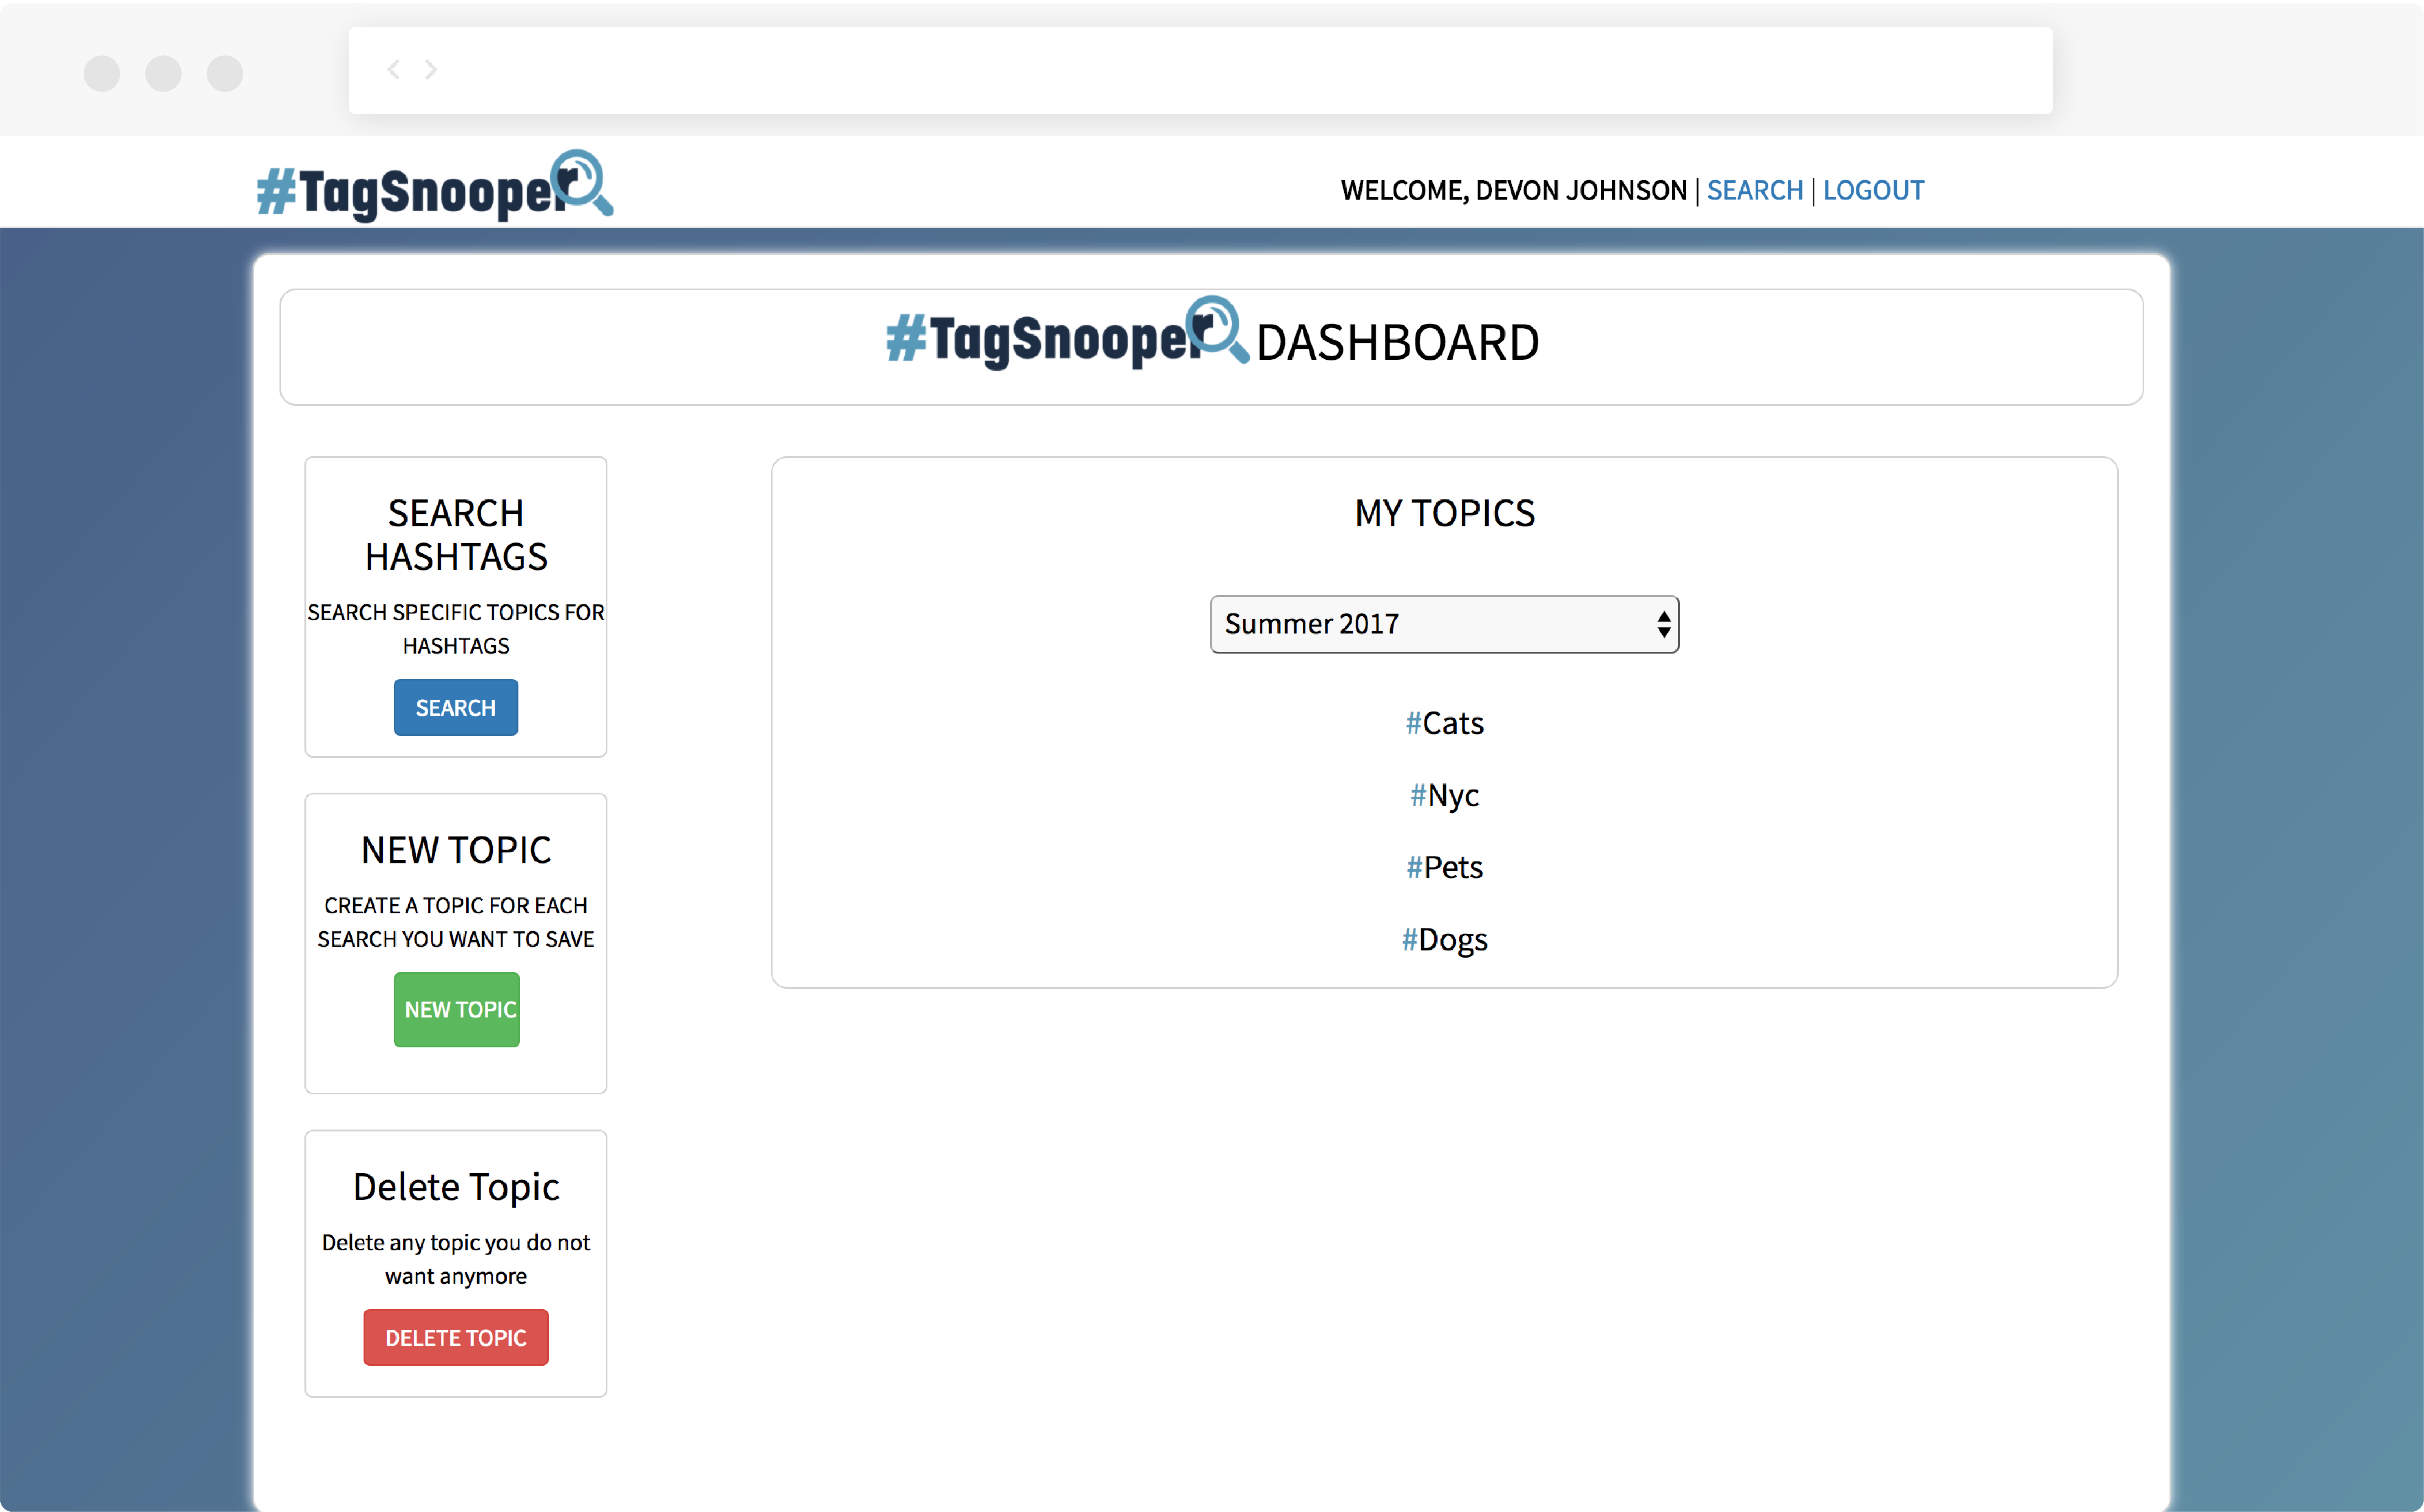 #TagSnooper
WELCOME, DEVON JOHNSON | SEARCH | LOGOUT
#TagSnooper DASHBOARD
SEARCH
HASHTAGS
SEARCH SPECIFIC TOPICS FOR
HASHTAGS
SEARCH
NEW TOPIC
CREATE A TOPIC FOR EACH
SEARCH YOU WANT TO SAVE
NEW TOPIC
Delete Topic
Delete any topic you do not
want anymore
DELETE TOPIC
MY TOPICS
Summer 2017
#Cats
#Nyc
#Pets
#Dogs